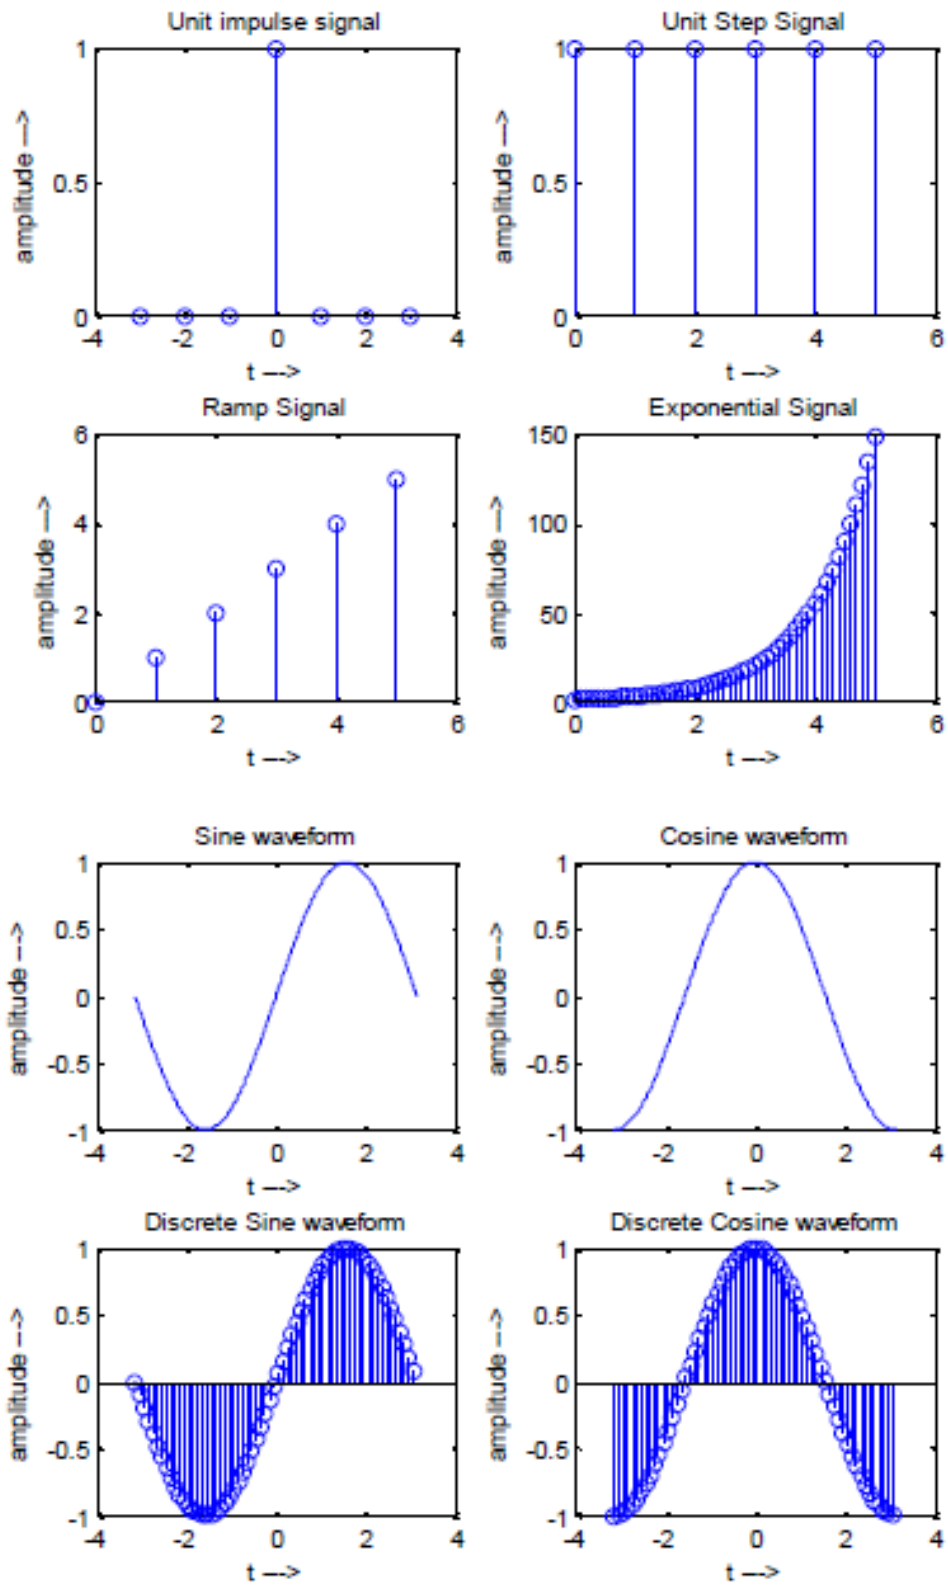 Unit impulse signal
1
0.5
0
-4 -2 0 2 4
amplitude --->
t --->
Unit Step Signal
1
0.5
0
0 2 4 6
amplitude --->
t --->
Ramp Signal
6
4
2
0
0 2 4 6
amplitude --->
t --->
Exponential Signal
150
100
50
0
0 2 4 6
amplitude --->
t --->
Sine waveform
1
0.5
0
-0.5
-1
-4 -2 0 2 4
amplitude --->
t --->
Cosine waveform
1
0.5
0
-0.5
-1
-4 -2 0 2 4
amplitude --->
t --->
Discrete Sine waveform
1
0.5
0
-0.5
-1
-4 -2 0 2 4
amplitude --->
t --->
Discrete Cosine waveform
1
0.5
0
-0.5
-1
-4 -2 0 2 4
amplitude --->
t --->